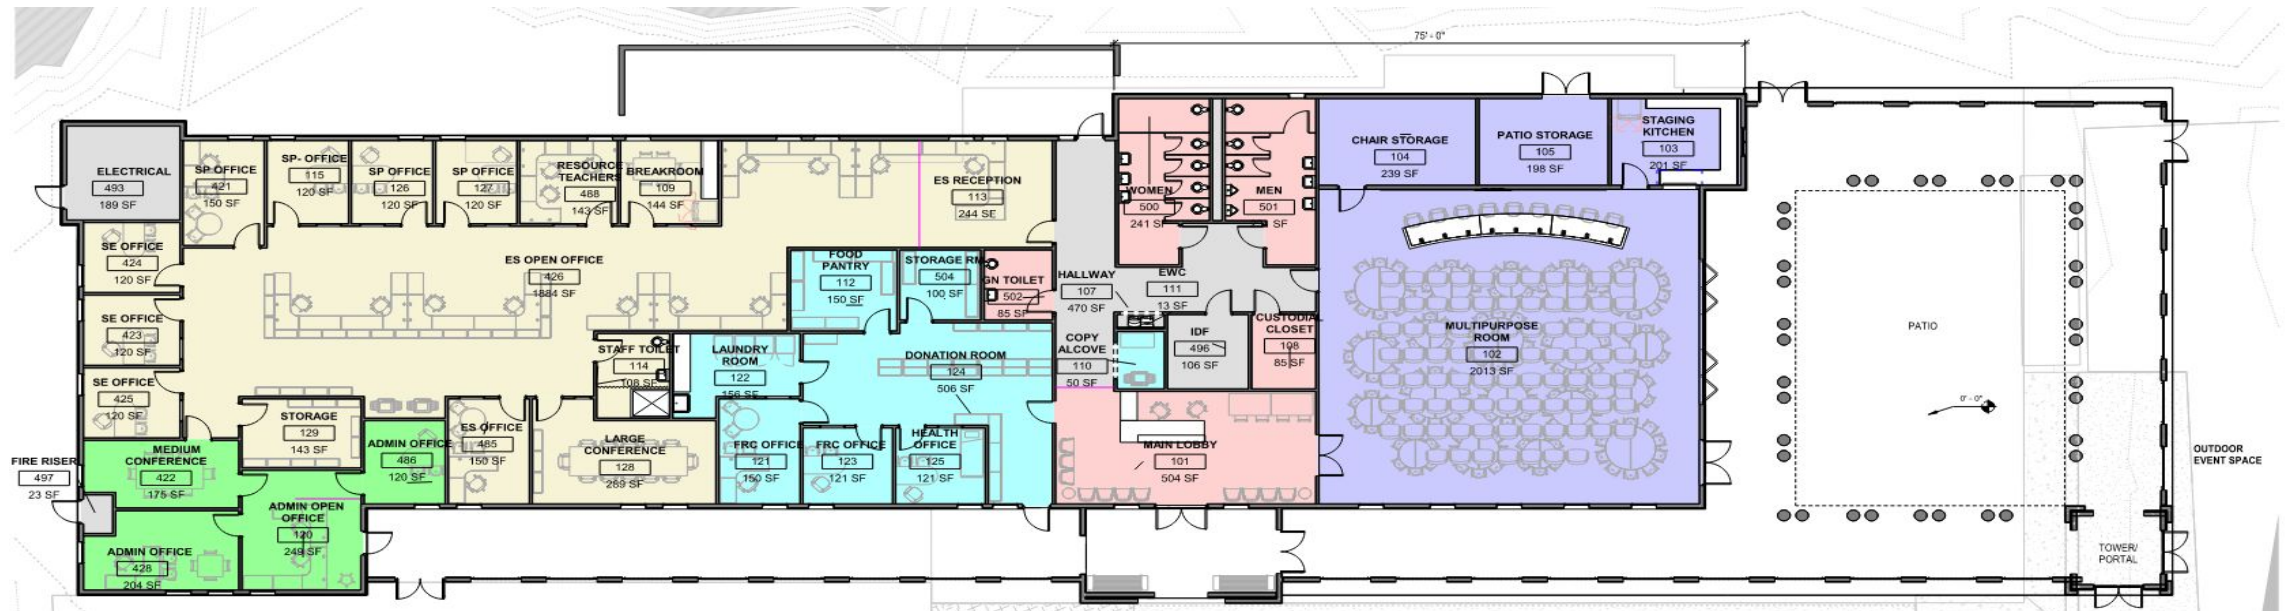 75' - 0"
ELECTRICAL
493
189 SF
SP OFFICE
421
150 SF
SP- OFFICE
115
120 SF
SP OFFICE
126
120 SF
SP OFFICE
127
120 SF
RESOURCE
TEACHERS
488
143 SF
BREAKROOM
109
144 SF
ES RECEPTION
113
244 SF
WOMEN
500
241 SF
MEN
501
SF
CHAIR STORAGE
104
239 SF
PATIO STORAGE
105
198 SF
STAGING
KITCHEN
103
201 SF
SE OFFICE
424
120 SF
ES OPEN OFFICE
426
1884 SF
FOOD
PANTRY
112
150 SF
STORAGE RM
504
100 SF
GN TOILET
502
85 SF
HALLWAY
107
470 SF
EWC
111
13 SF
SE OFFICE
423
120 SF
STAFF TOILET
114
108 SF
LAUNDRY
ROOM
122
156 SF
DONATION ROOM
124
506 SF
COPY
ALCOVE
110
50 SF
IDF
496
106 SF
CUSTODIAL
CLOSET
108
85 SF
MULTIPURPOSE
ROOM
102
2013 SF
PATIO
0' - 0"
SE OFFICE
425
120 SF
STORAGE
129
143 SF
ADMIN OFFICE
486
120 SF
ES OFFICE
485
150 SF
LARGE
CONFERENCE
128
269 SF
FRC OFFICE
121
150 SF
FRC OFFICE
123
121 SF
HEALTH
OFFICE
125
121 SF
MAIN LOBBY
101
504 SF
OUTDOOR
EVENT SPACE
FIRE RISER
497
23 SF
MEDIUM
CONFERENCE
422
175 SF
ADMIN OPEN
OFFICE
120
249 SF
ADMIN OFFICE
428
204 SF
TOWER/
PORTAL